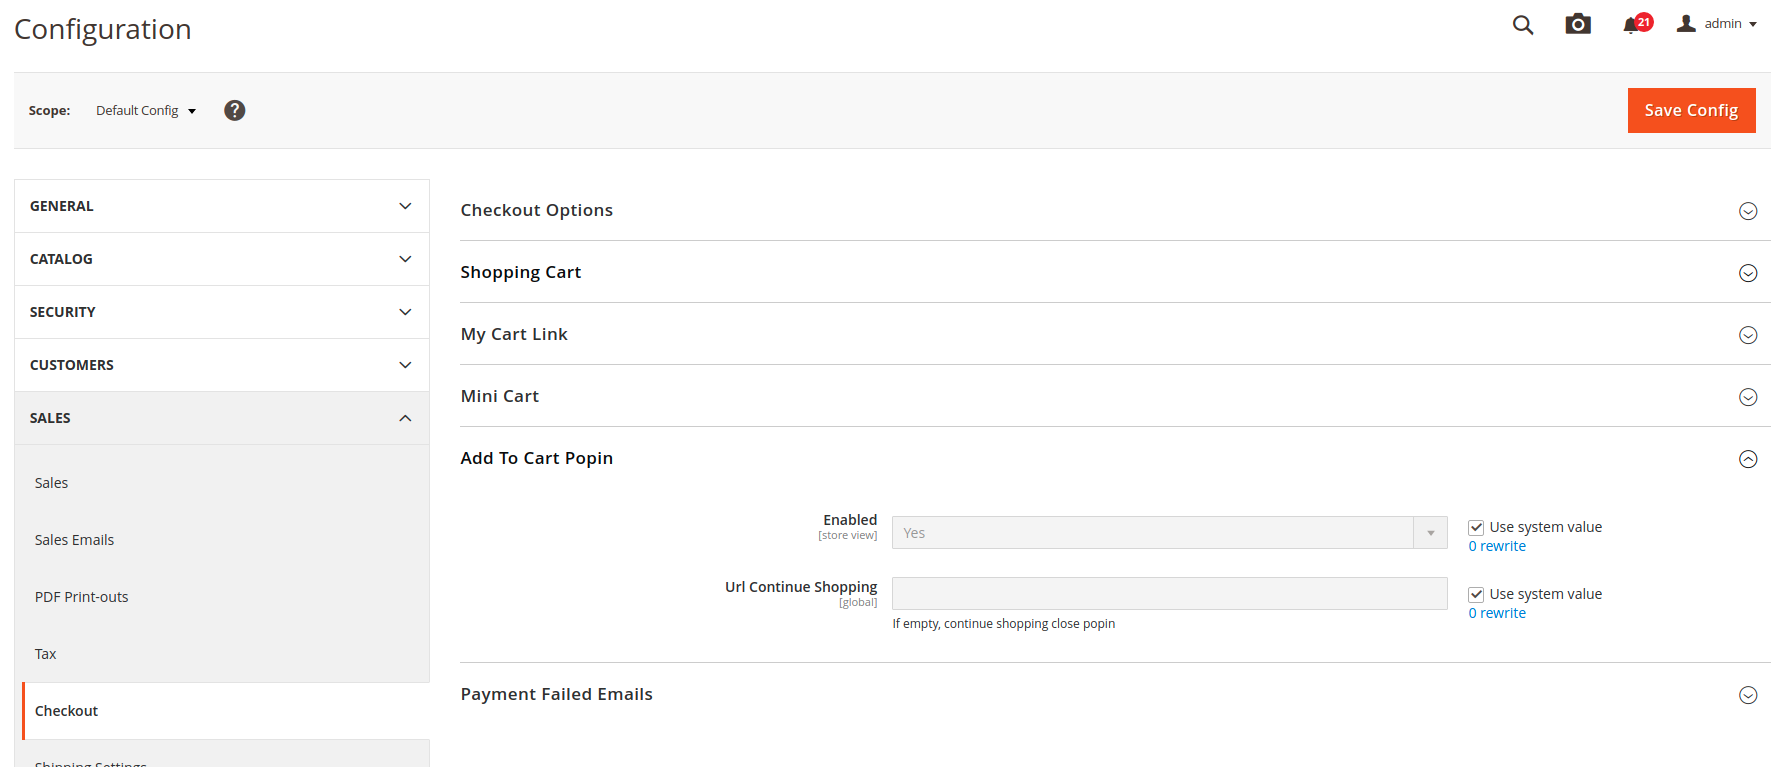 Configuration
21
admin
Scope: Default Config ?
Save Config
GENERAL
CATALOG
SECURITY
CUSTOMERS
SALES
Sales
Sales Emails
PDF Print-outs
Tax
Checkout
Shipping Settings
Checkout Options
Shopping Cart
My Cart Link
Mini Cart
Add To Cart Popin
Enabled
[store view]
Yes
Use system value
0 rewrite
Url Continue Shopping
[global]
If empty, continue shopping close popin
Use system value
0 rewrite
Payment Failed Emails